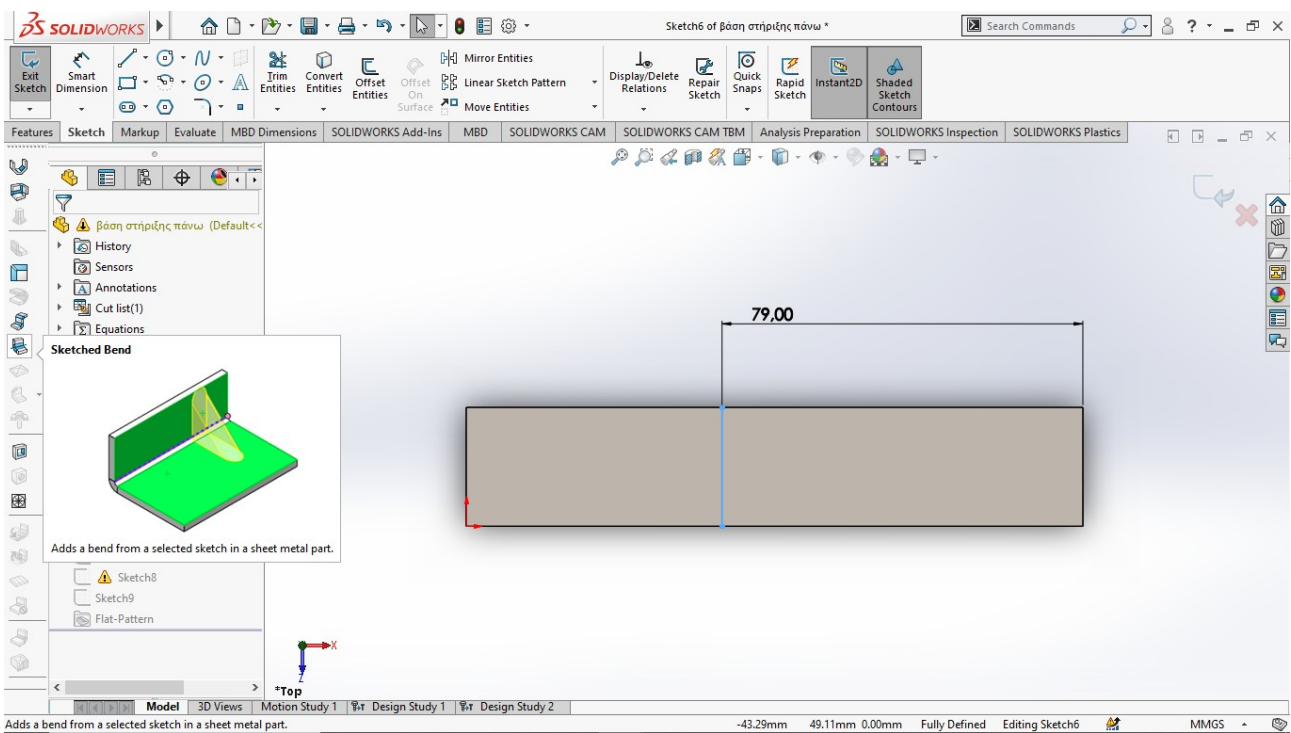 SOLIDWORKS
Sketch6 of βάση στήριξης πάνω *
Search Commands
?
Exit Sketch
Smart Dimension
Trim Entities
Convert Entities
Offset Entities
Offset On Surface
Mirror Entities
Linear Sketch Pattern
Move Entities
Display/Delete Relations
Repair Sketch
Quick Snaps
Rapid Sketch
Instant2D
Shaded Sketch Contours
Features Sketch Markup Evaluate MBD Dimensions SOLIDWORKS Add-Ins MBD SOLIDWORKS CAM SOLIDWORKS CAM TBM Analysis Preparation SOLIDWORKS Inspection SOLIDWORKS Plastics
βάση στήριξης πάνω (Default<<
History
Sensors
Annotations
Cut list(1)
Equations
Sketched Bend
Adds a bend from a selected sketch in a sheet metal part.
Sketch8
Sketch9
Flat-Pattern
79,00
X
Z
*Top
Model 3D Views Motion Study 1 Design Study 1 Design Study 2
Adds a bend from a selected sketch in a sheet metal part.
-43.29mm 49.11mm 0.00mm Fully Defined Editing Sketch6 MMGS